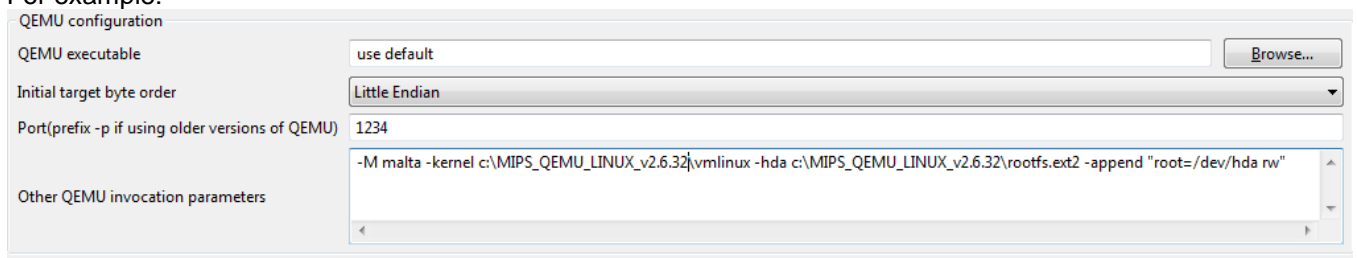 For example:
QEMU configuration
QEMU executable use default Browse...
Initial target byte order Little Endian
Port(prefix -p if using older versions of QEMU) 1234
-M malta -kernel c:\MIPS_QEMU_LINUX_v2.6.32\vmlinux -hda c:\MIPS_QEMU_LINUX_v2.6.32\rootfs.ext2 -append "root=/dev/hda rw"
Other QEMU invocation parameters